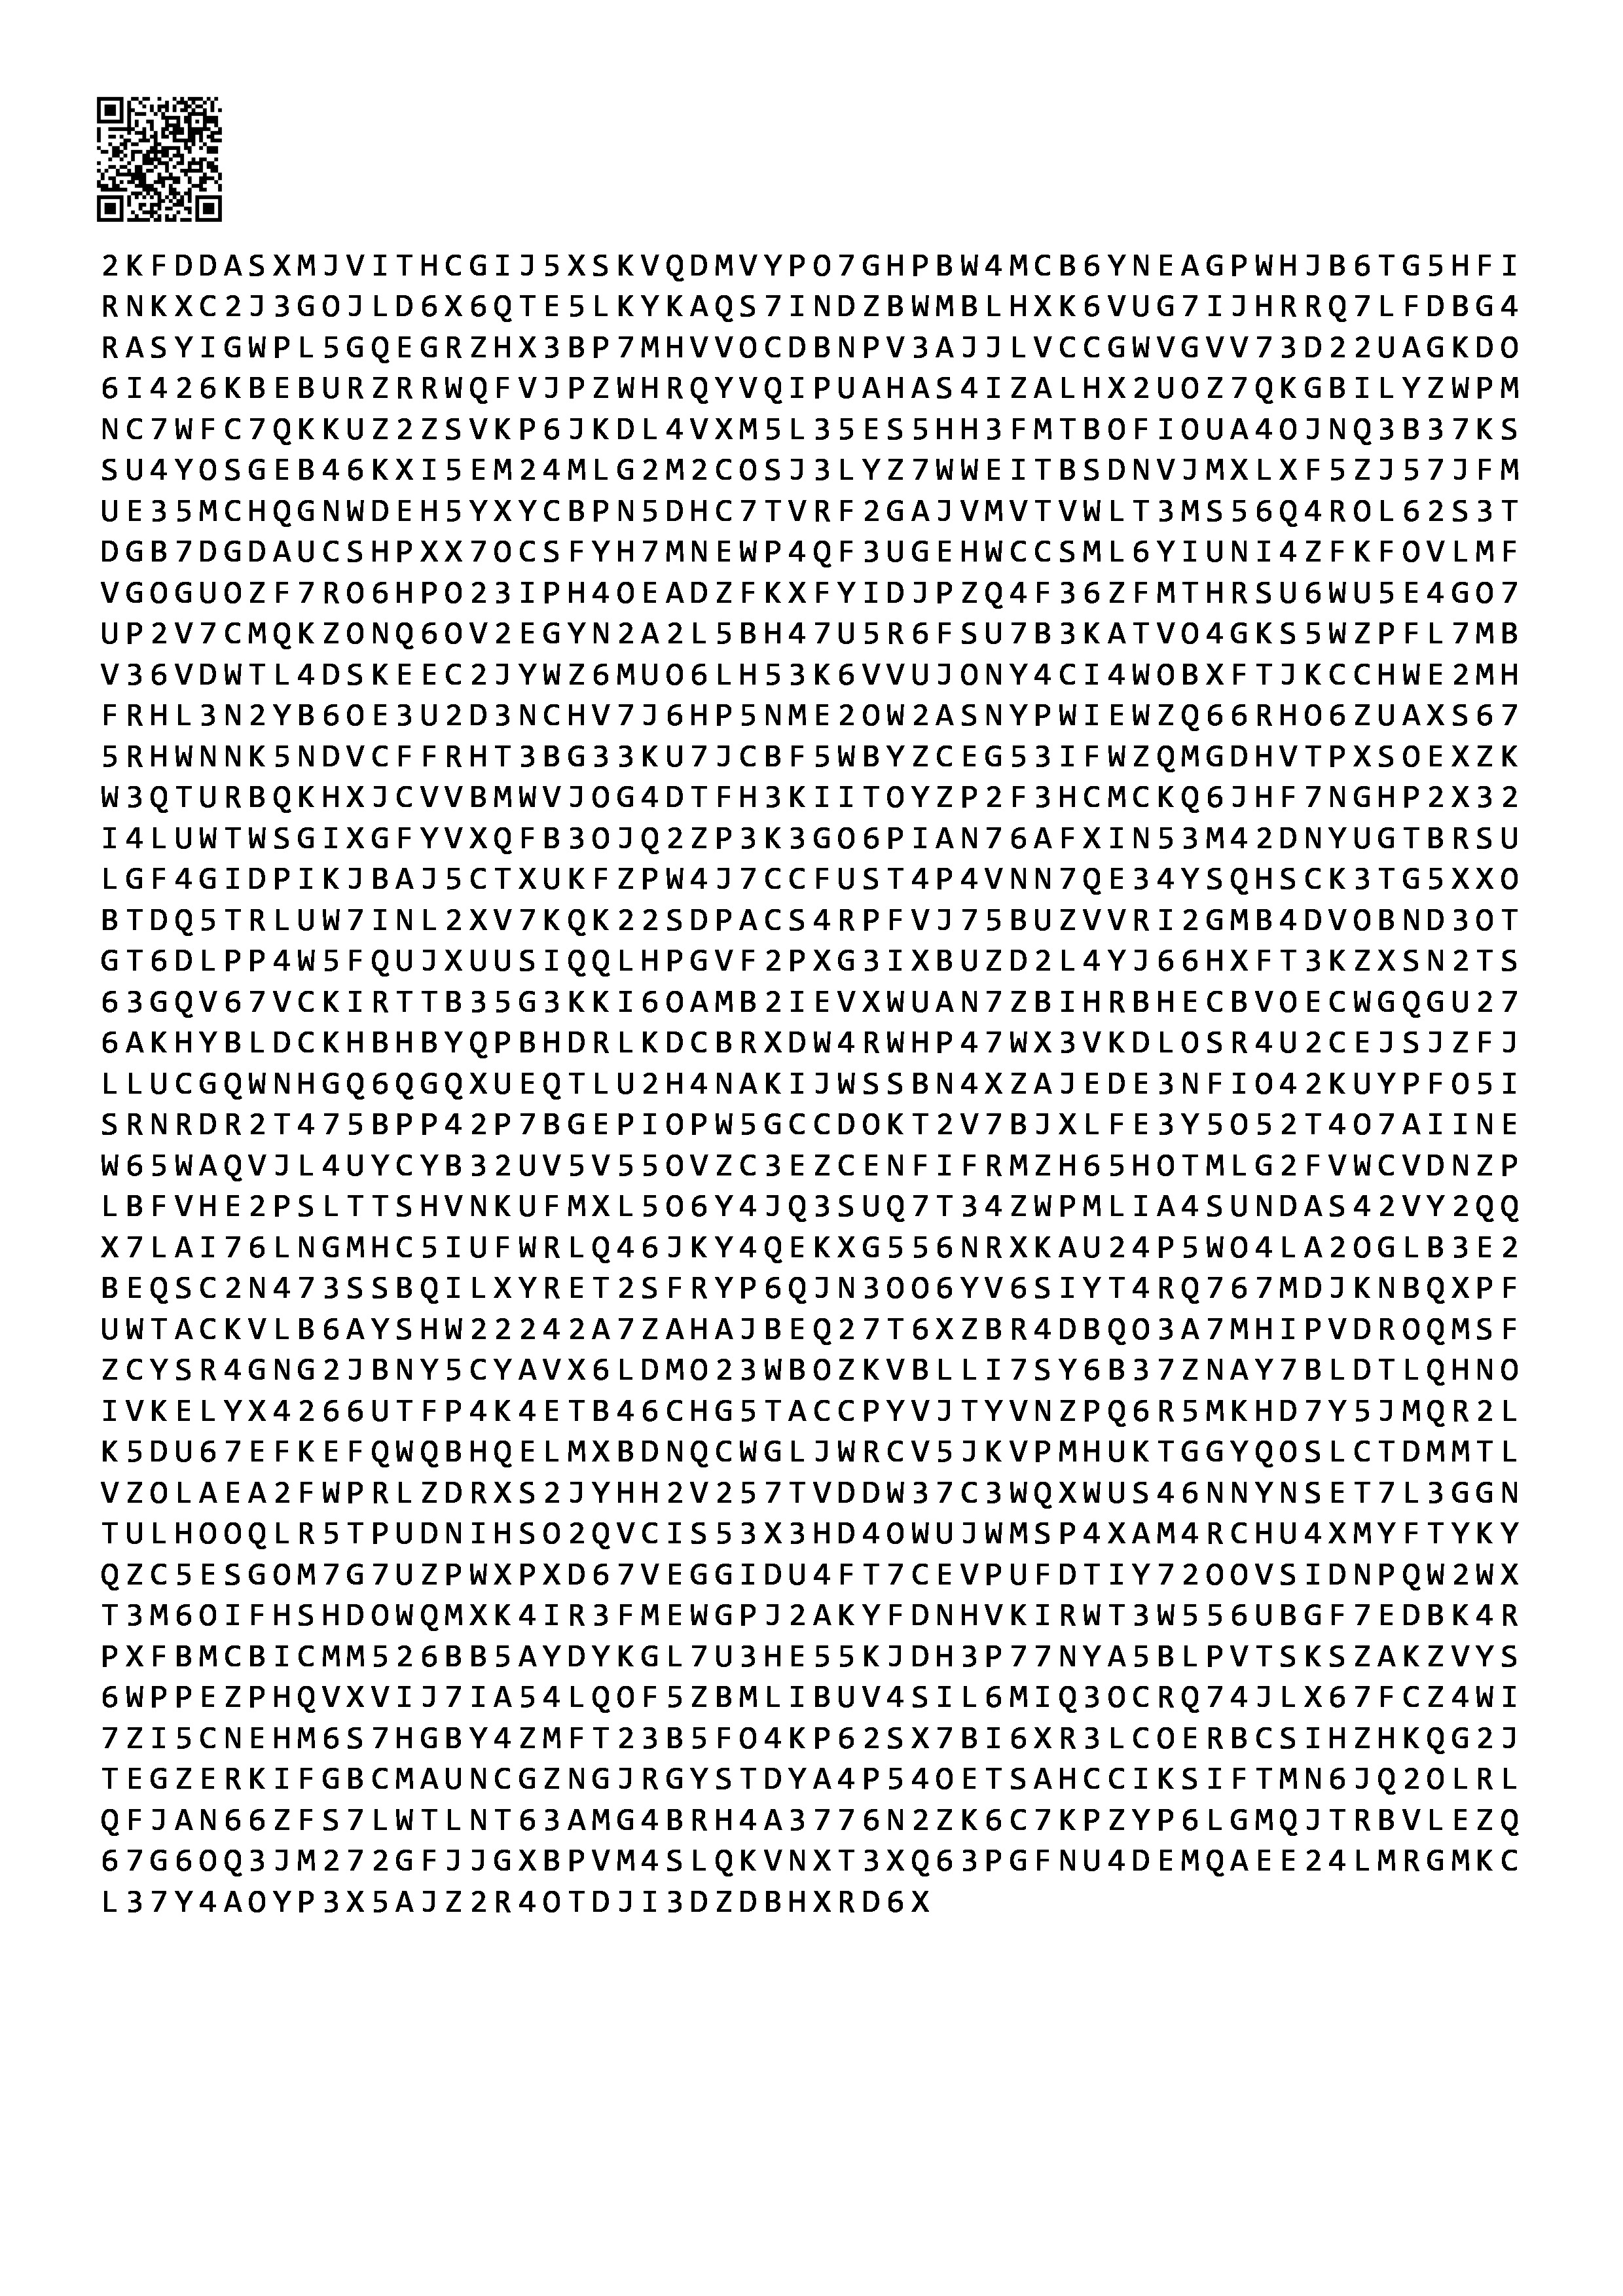 2KFDDASXMJVITHCGIJ5XSKVQDMVYPO7GHPBW4MCB6YNEAGPWHJB6TG5HFI
RNKXC2J3GOJLD6X6QTE5LKYKAQS7INDZBWMBLHXK6VUG7IJHRRQ7LFDBG4
RASYIGWPL5GQEGRZHX3BP7MHVVOCDBNPV3AJJLVCCGWVGVV73D22UAGKDO
6I426KBEBURZRRWQFVJPZWHRQYVQIPUAHAS4IZALHX2UOZ7QKGBILYZWPM
NC7WFC7QKKUZ2ZSVKP6JKDL4VXM5L35ES5HH3FMTBOFIOUA4OJNQ3B37KS
SU4YOSGEB46KXI5EM24MLG2M2COSJ3LYZ7WWEITBSDNVJMXLXF5ZJ57JFM
UE35MCHQGNWDEH5YXYCBPN5DHC7TVRF2GAJVMVTVWLT3MS56Q4ROL62S3T
DGB7DGDAUCSHPXX7OCSFYH7MNEWP4QF3UGEHWCCSML6YIUNI4ZFKFOVLMF
VGOGUOZF7RO6HPO23IPH4OEADZFKXFYIDJPZQ4F36ZFMTHRSU6WU5E4GO7
UP2V7CMQKZONQ6OV2EGYN2A2L5BH47U5R6FSU7B3KATVO4GKS5WZPFL7MB
V36VDWTL4DSKEEC2JYWZ6MUO6LH53K6VVUJONY4CI4WOBXFTJKCCHWE2MH
FRHL3N2YB6OE3U2D3NCHV7J6HP5NME2OW2ASNYPWIEWZQ66RHO6ZUAXS67
5RHWNNK5NDVCFFRHT3BG33KU7JCBF5WBYZCEG53IFWZQMGDHVTPXSOEXZK
W3QTURBQKHXJCVVBMWVJOG4DTFH3KIITOYZP2F3HCMCKQ6JHF7NGHP2X32
I4LUWTWSGIXGFYVXQFB3OJQ2ZP3K3GO6PIAN76AFXIN53M42DNYUGTBRSU
LGF4GIDPIKJBAJ5CTXUKFZPW4J7CCFUST4P4VNN7QE34YSQHSCK3TG5XXO
BTDQ5TRLUW7INL2XV7KQK22SDPACS4RPFVJ75BUZVVRI2GMB4DVOBND3OT
GT6DLPP4W5FQUJXUUSIQQLHPGVF2PXG3IXBUZD2L4YJ66HXFT3KZXSN2TS
63GQV67VCKIRTTB35G3KKI6OAMB2IEVXWUAN7ZBIHRBHECBVOECWGQGU27
6AKHYBLDCKHBHBYQPBHDRLKDCBRXDW4RWHP47WX3VKDLOSR4U2CEJSJZFJ
LLUCGQWNHGQ6QGQXUEQTLU2H4NAKIJWSSBN4XZAJEDE3NFIO42KUYPFO5I
SRNRDR2T475BPP42P7BGEPIOPW5GCCDOKT2V7BJXLFE3Y5O52T4O7AIINE
W65WAQVJL4UYCYB32UV5V55OVZC3EZCENFIFRMZH65HOTMLG2FVWCVDNZP
LBFVHE2PSLTTSHVNKUFMXL5O6Y4JQ3SUQ7T34ZWPMLIA4SUNDAS42VY2QQ
X7LAI76LNGMHC5IUFWRLQ46JKY4QEKXG556NRXKAU24P5WO4LA2OGLB3E2
BEQSC2N473SSBQILXYRET2SFRYP6QJN3OO6YV6SIYT4RQ767MDJKNBQXPF
UWTACKVLB6AYSHW22242A7ZAHAJBEQ27T6XZBR4DBQO3A7MHIPVDROQMSF
ZCYSR4GNG2JBNY5CYAVX6LDMO23WBOZKVBLLI7SY6B37ZNAY7BLDTLQHNO
IVKELYX4266UTFP4K4ETB46CHG5TACCPYVJTYVNZPQ6R5MKHD7Y5JMQR2L
K5DU67EFKEFQWQBHQELMXBDNQCWGLJWRCV5JKVPMHUKTGGYQOSLCTDMMTL
VZOLAEA2FWPRLZDRXS2JYHH2V257TVDDW37C3WQXWUS46NNYNSET7L3GGN
TULHOOQLR5TPUDNIHSO2QVCIS53X3HD4OWUJWMSP4XAM4RCHU4XMYFTYKY
QZC5ESGOM7G7UZPWXPXD67VEGGIDU4FT7CEVPUFDTIY72OOVSIDNPQW2WX
T3M6OIFHSHDOWQMXK4IR3FMEWGPJ2AKYFDNHVKIRWT3W556UBGF7EDBK4R
PXFBMCBICMM526BB5AYDYKGL7U3HE55KJDH3P77NYA5BLPVTSKSZAKZVYS
6WPPEZPHQVXVIJ7IA54LQOF5ZBMLIBUV4SIL6MIQ3OCRQ74JLX67FCZ4WI
7ZI5CNEHM6S7HGBY4ZMFT23B5FO4KP62SX7BI6XR3LCOERBCSIHZHKQG2J
TEGZERKIFGBCMAUNCGZNGJRGYSTDYA4P54OETSAHCCIKSIFTMN6JQ2OLRL
QFJAN66ZFS7LWTLNT63AMG4BRH4A3776N2ZK6C7KPZYP6LGMQJTRBVLEZQ
67G6OQ3JM272GFJJGXBPVM4SLQKVNXT3XQ63PGFNU4DEMQAEE24LMRGMKC
L37Y4AOYP3X5AJZ2R4OTDJI3DZDBHXRD6X